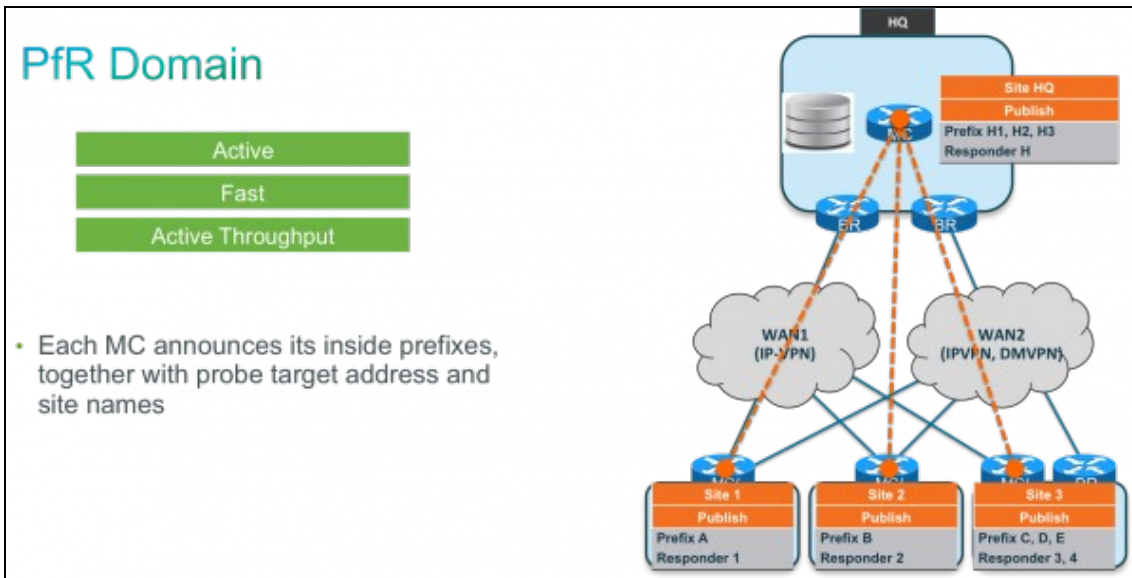 PfR Domain
Active
Fast
Active Throughput
• Each MC announces its inside prefixes,
together with probe target address and
site names
HQ
Site HQ
Publish
Prefix H1, H2, H3
Responder H
MC
BR
BR
WAN1
(IP-VPN)
WAN2
(IPVPN, DMVPN)
Site 1
Publish
Prefix A
Responder 1
Site 2
Publish
Prefix B
Responder 2
BR
Site 3
Publish
Prefix C, D, E
Responder 3, 4